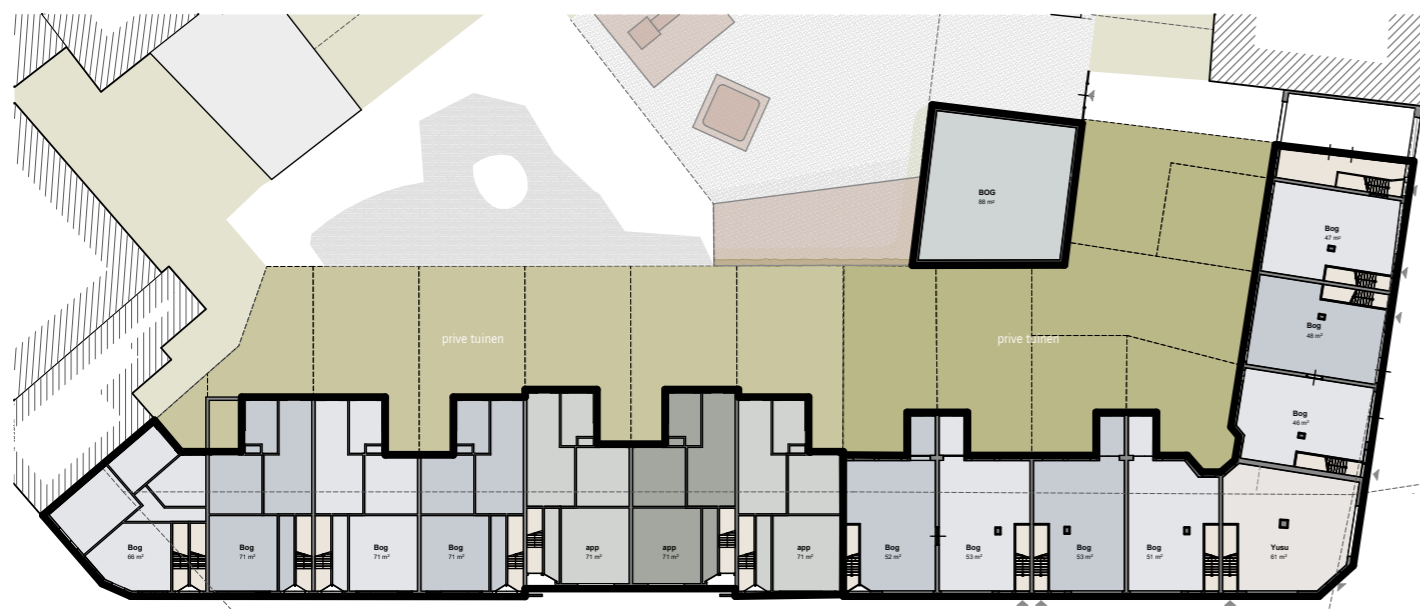 BOG
88 m²
Bog
47 m²
Bog
48 m²
prive tuinen
prive tuinen
Bog
46 m²
Bog
66 m²
Bog
71 m²
Bog
71 m²
Bog
71 m²
app
71 m²
app
71 m²
app
71 m²
Bog
52 m²
Bog
53 m²
Bog
53 m²
Bog
51 m²
Yusu
61 m²